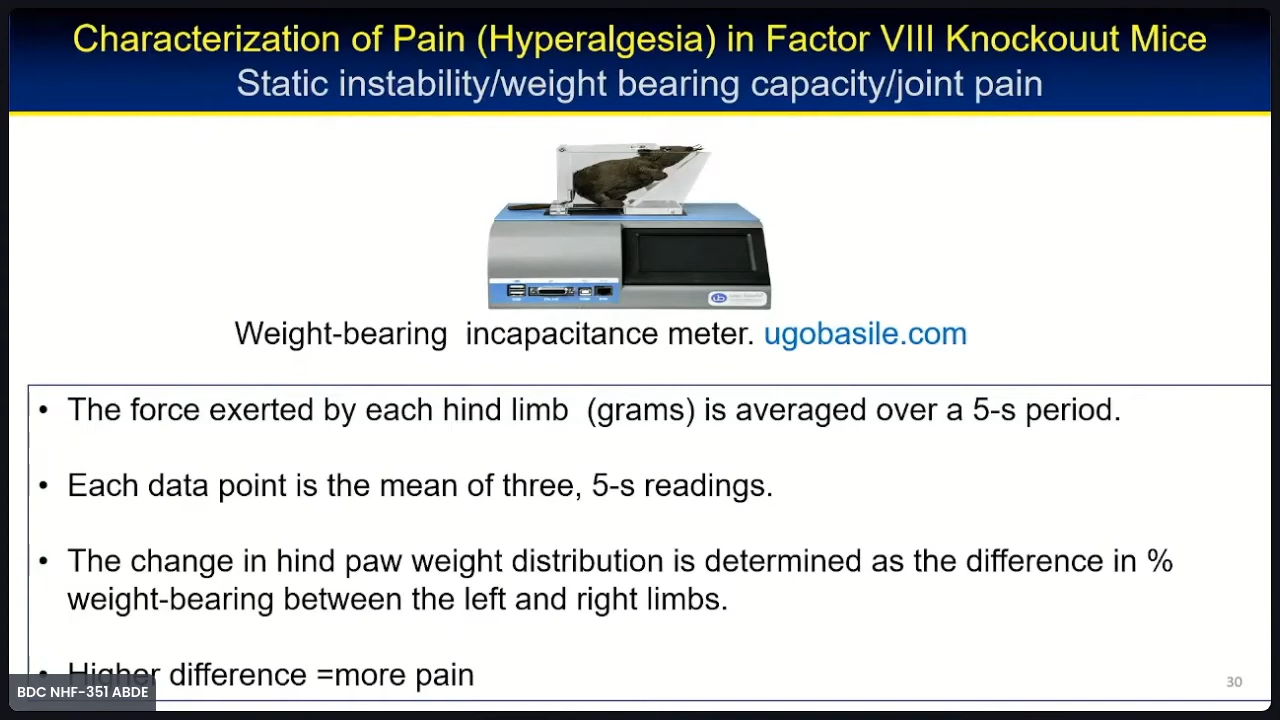 Characterization of Pain (Hyperalgesia) in Factor VIII Knockouut Mice
Static instability/weight bearing capacity/joint pain
Weight-bearing  incapacitance meter. ugobasile.com
• The force exerted by each hind limb  (grams) is averaged over a 5-s period.
• Each data point is the mean of three, 5-s readings.
• The change in hind paw weight distribution is determined as the difference in %
weight-bearing between the left and right limbs.
• Higher difference =more pain
BDC NHF-351 ABDE
30